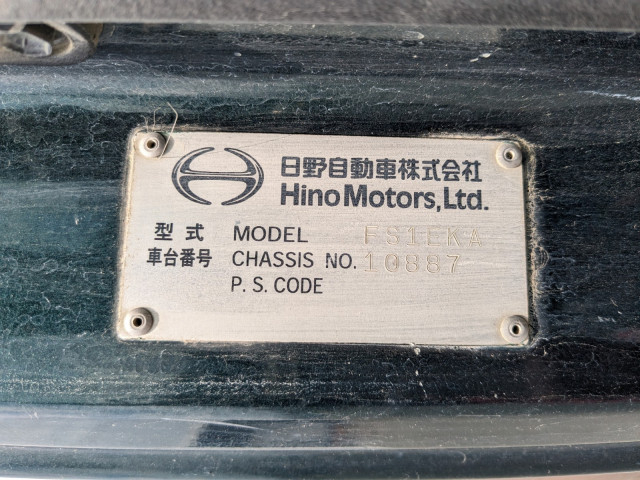 日野自動車株式会社
Hino Motors, Ltd.
型式 MODEL FS1EKA
車台番号 CHASSIS NO. 10887
P. S. CODE